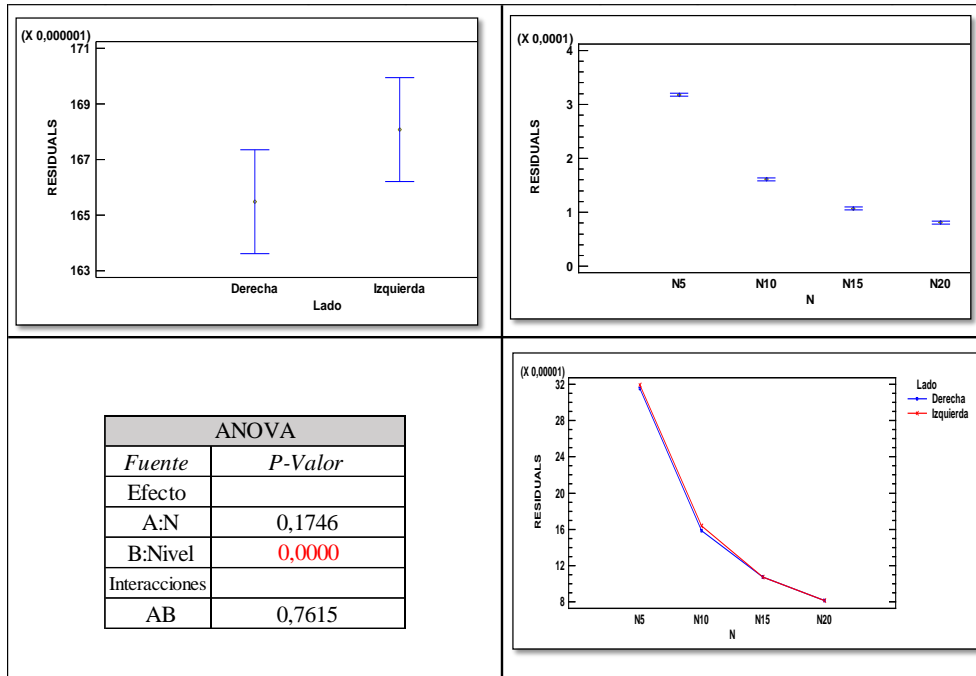 (X 0,000001)
171
169
167
165
163
RESIDUALS
Derecha
Izquierda
Lado
(X 0,0001)
4
3
2
1
0
RESIDUALS
N5
N10
N15
N20
N
ANOVA
Fuente P-Valor
Efecto
A:N 0,1746
B:Nivel 0,0000
Interacciones
AB 0,7615
(X 0,00001)
32
28
24
20
16
12
8
RESIDUALS
N5
N10
N15
N20
N
Lado
Derecha
Izquierda